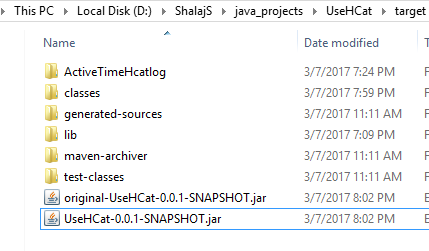 This PC Local Disk (D:) ShalajS java_projects UseHCat target
Name Date modified
ActiveTimeHcatlog 3/7/2017 7:24 PM
classes 3/7/2017 7:59 PM
generated-sources 3/7/2017 11:11 AM
lib 3/7/2017 7:09 PM
maven-archiver 3/7/2017 11:11 AM
test-classes 3/7/2017 11:11 AM
original-UseHCat-0.0.1-SNAPSHOT.jar 3/7/2017 8:02 PM
UseHCat-0.0.1-SNAPSHOT.jar 3/7/2017 8:02 PM